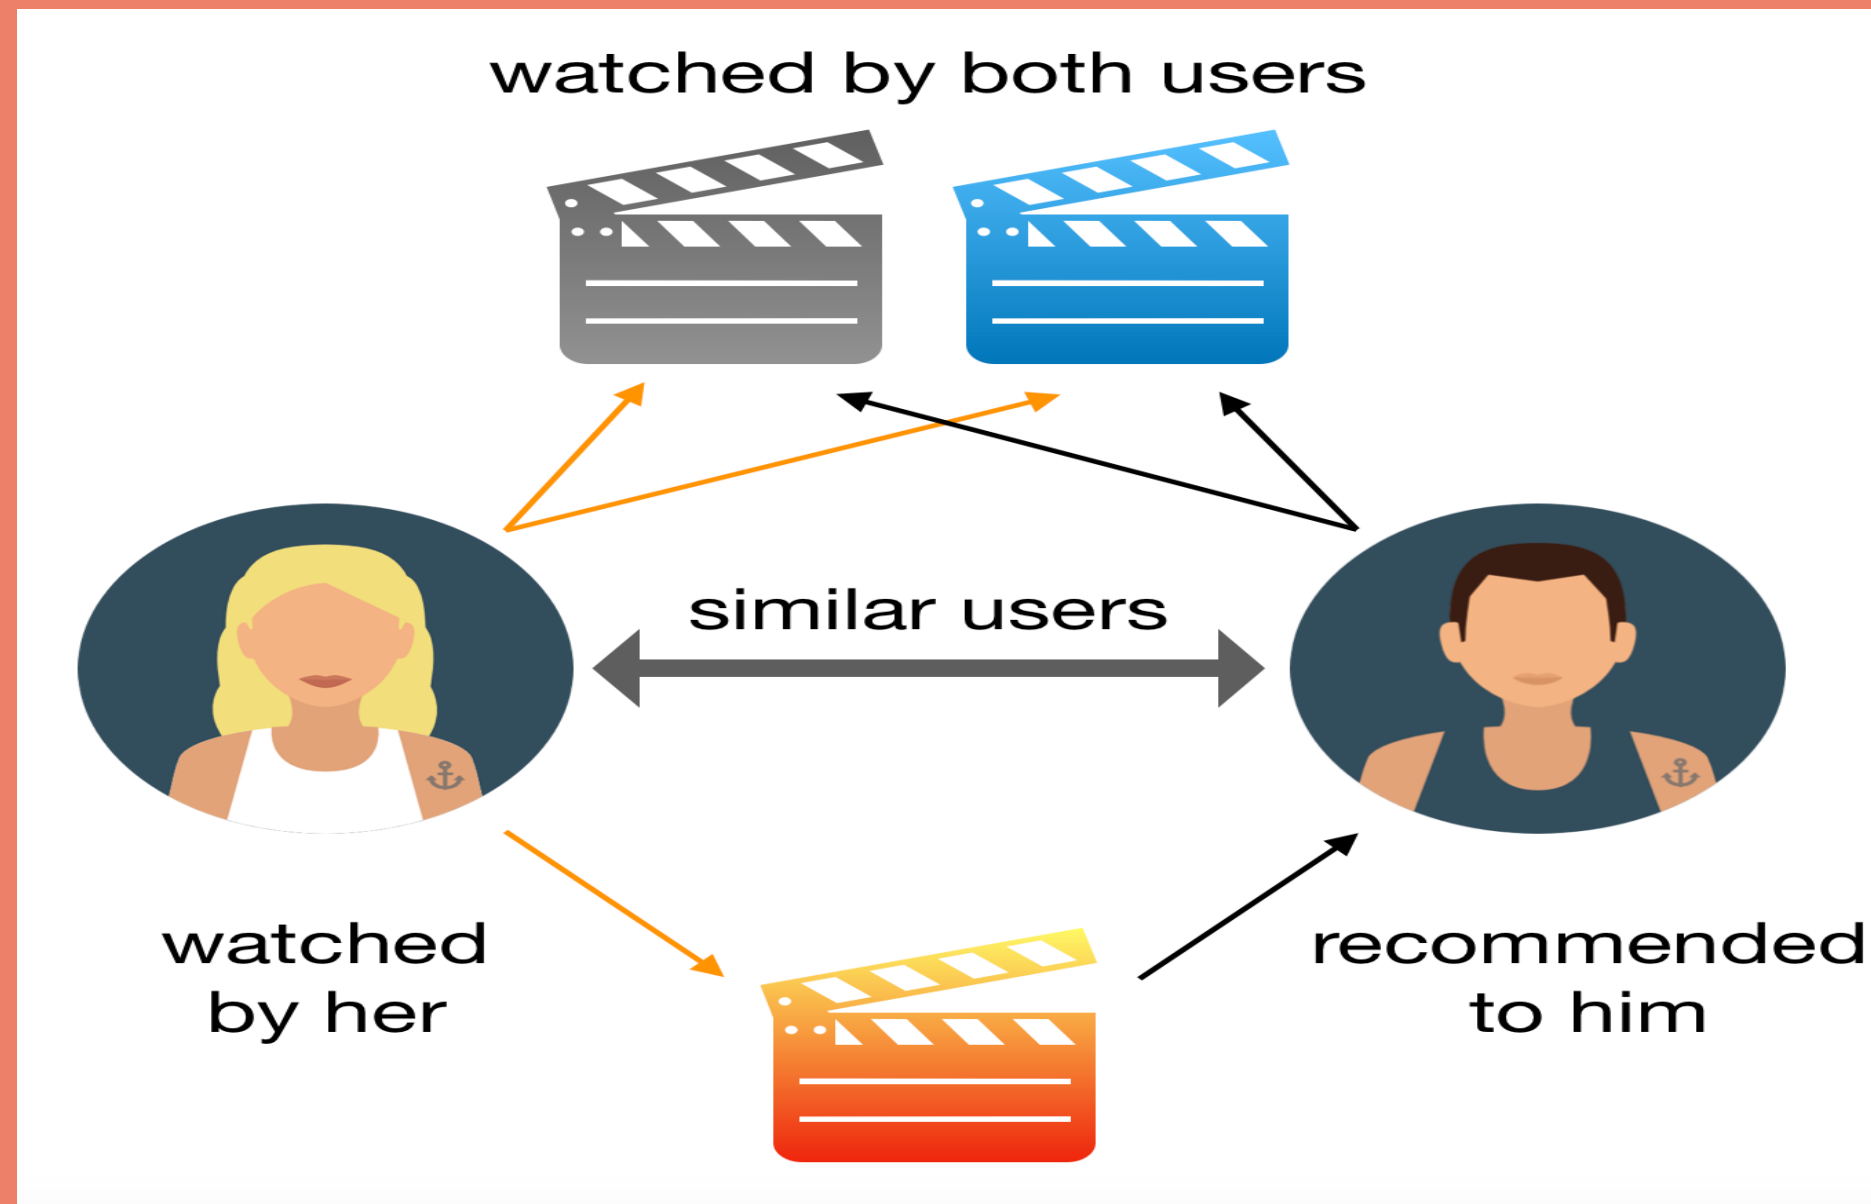 watched by both users
similar users
watched
by her
recommended
to him